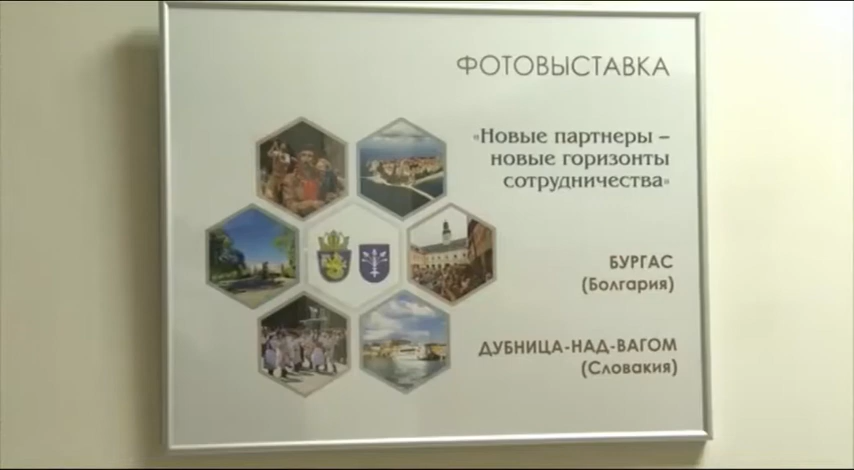 ФОТОВЫСТАВКА
«Новые партнеры –
новые горизонты
сотрудничества»
БУРГАС
(Болгария)
ДУБНИЦА-НАД-ВАГОМ
(Словакия)